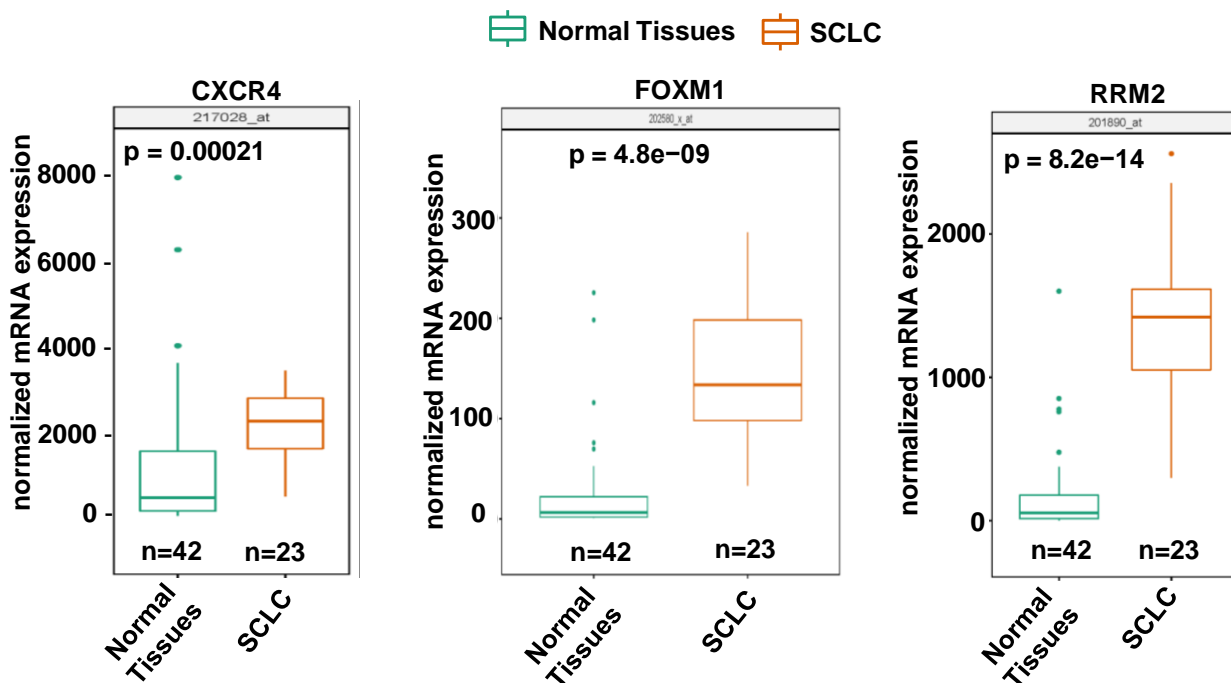 Normal Tissues SCLC
CXCR4
217028_at
p = 0.00021
normalized mRNA expression
8000
6000
4000
2000
0
n=42 n=23
Normal
Tissues
SCLC
FOXM1
202580_x_at
p = 4.8e−09
normalized mRNA expression
300
200
100
0
n=42 n=23
Normal
Tissues
SCLC
RRM2
201890_at
p = 8.2e−14
normalized mRNA expression
2000
1000
0
n=42 n=23
Normal
Tissues
SCLC